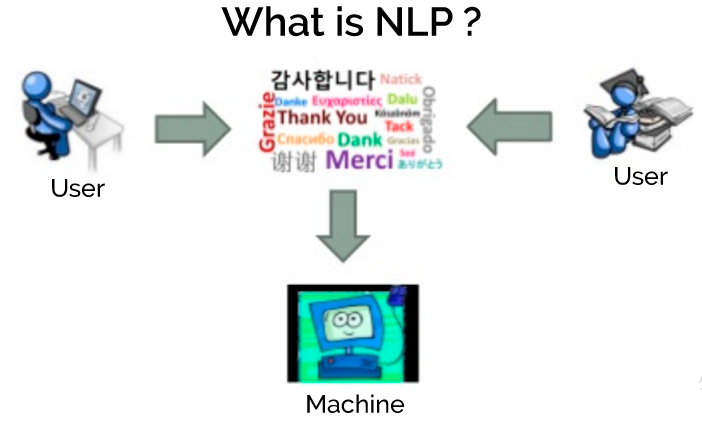 What is NLP ?
감사합니다 Natick
Grazie
Danke Ευχαριστίες Dalu
Obrigado
Thank You Köszönöm
Tack
Спасибо Dank Gracias
谢谢 Merci Seé
ありがとう
User
User
Machine